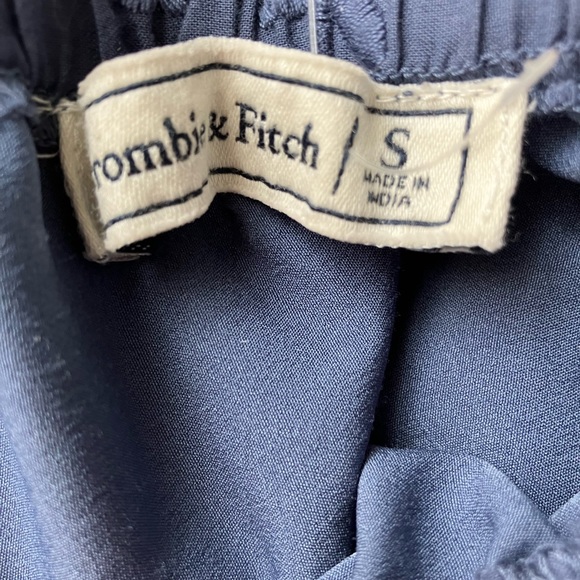 rombie & Fitch
S
MADE IN
INDIA